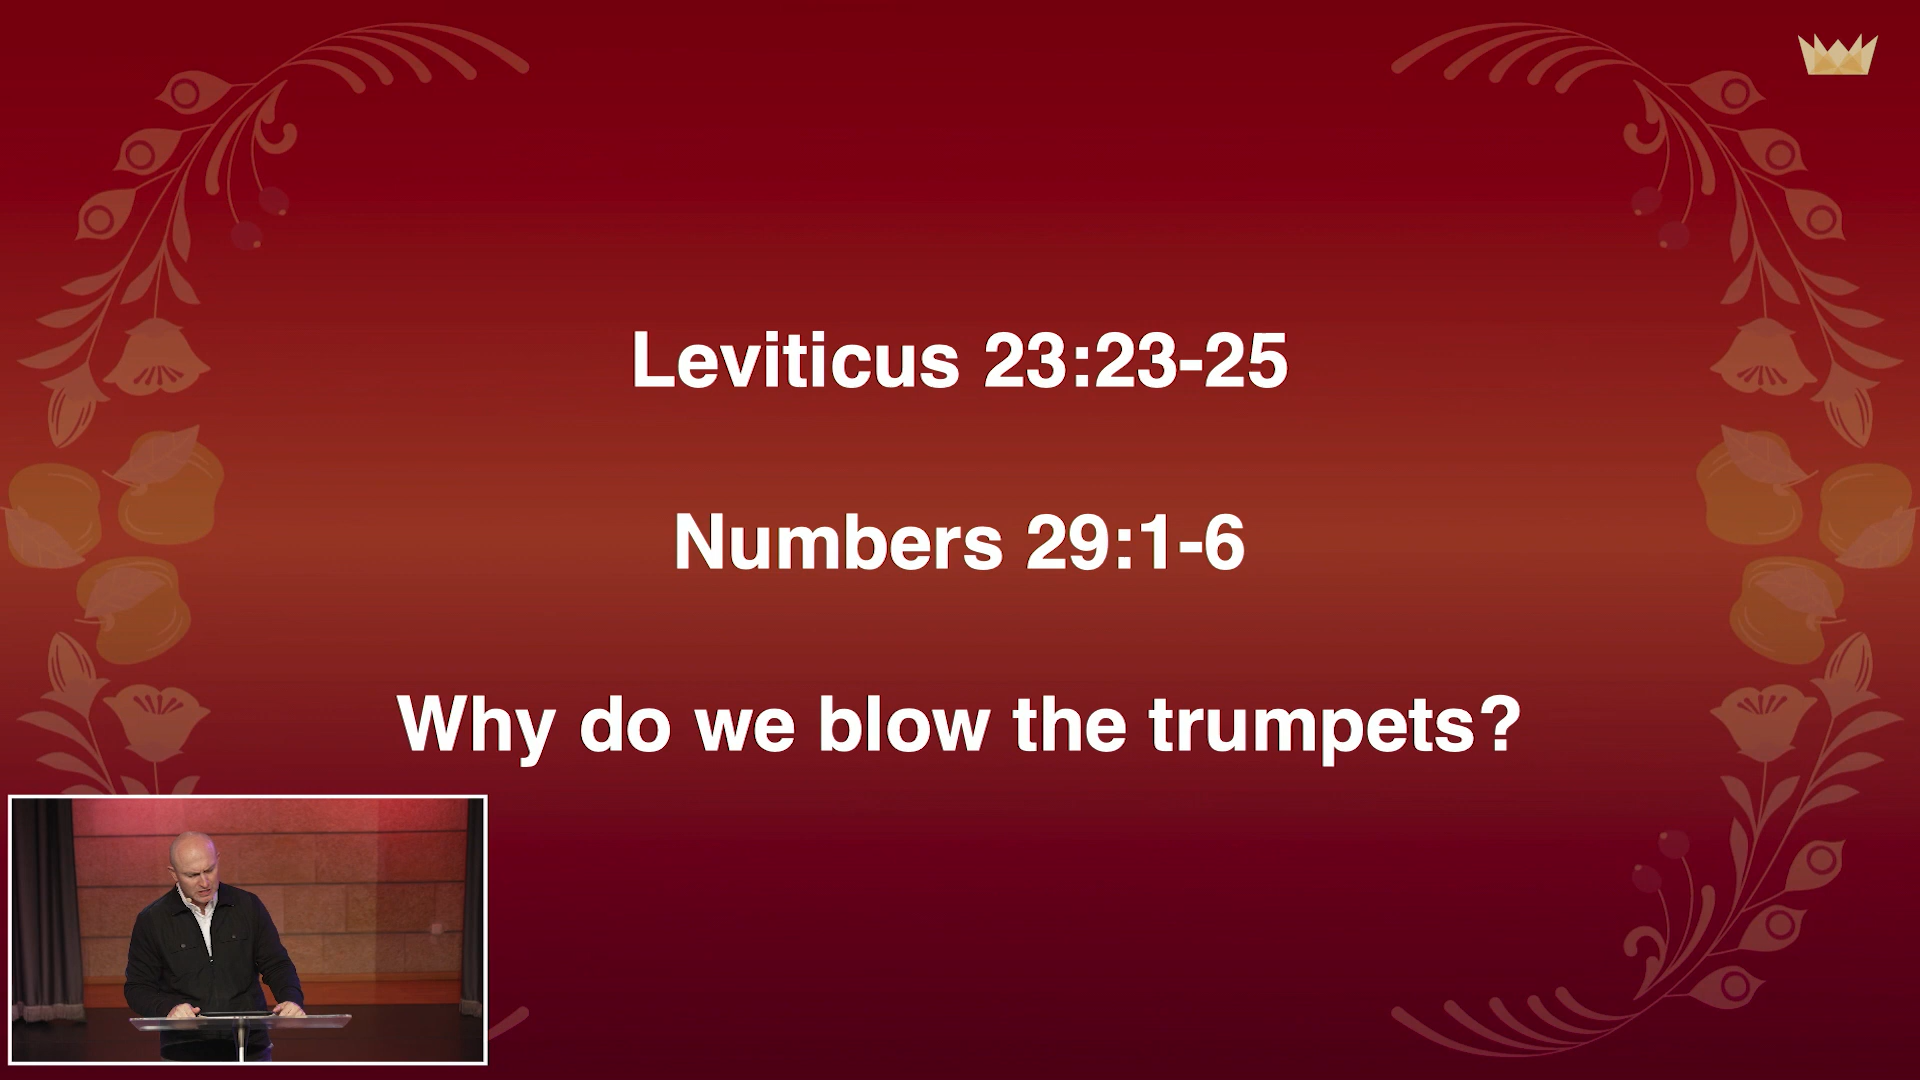 Leviticus 23:23-25
Numbers 29:1-6
Why do we blow the trumpets?